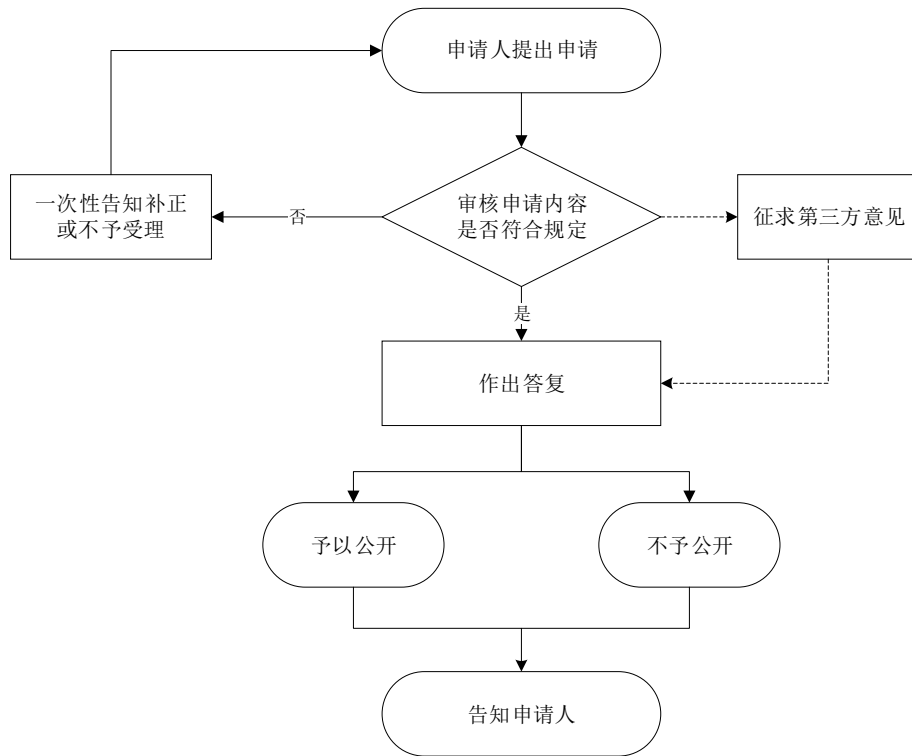 申请人提出申请
一次性告知补正
或不予受理
否
审核申请内容
是否符合规定
征求第三方意见
是
作出答复
予以公开
不予公开
告知申请人